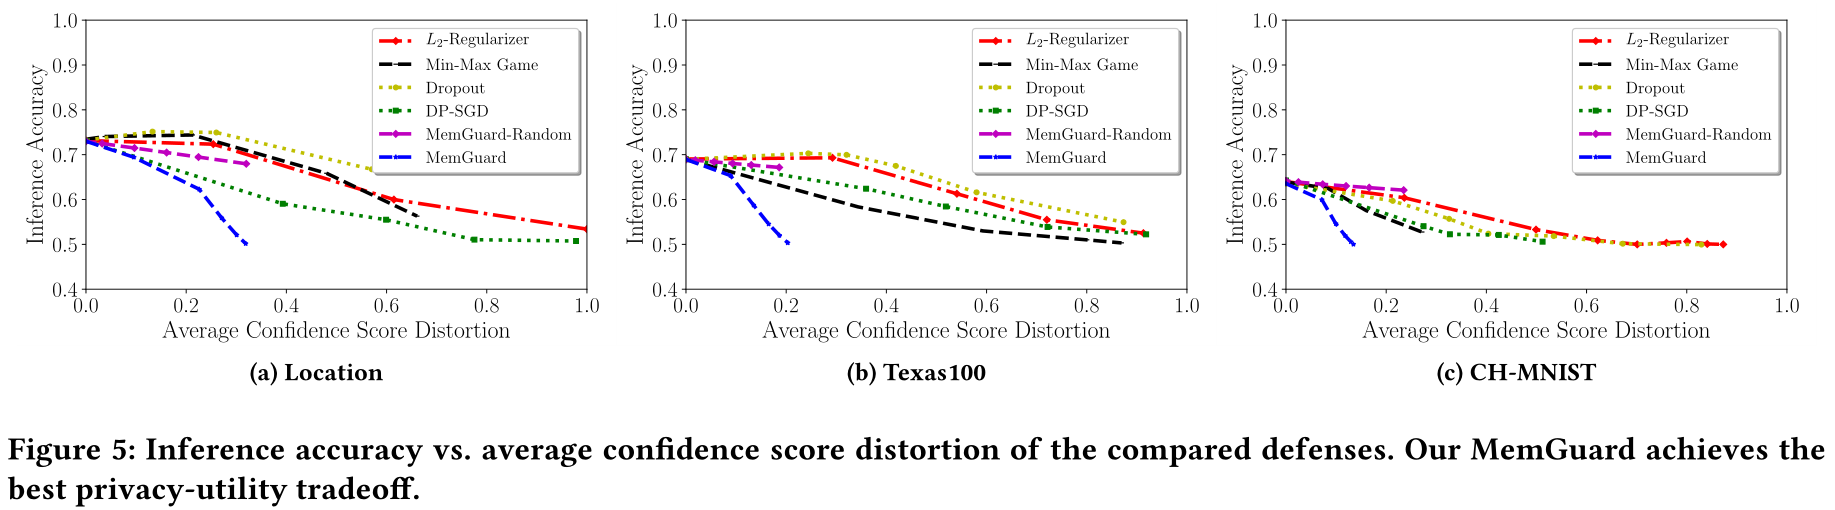 1.0
0.9
0.8
0.7
0.6
0.5
0.4
0.0 0.2 0.4 0.6 0.8 1.0
Inference Accuracy
Average Confidence Score Distortion
L2-Regularizer
Min-Max Game
Dropout
DP-SGD
MemGuard-Random
MemGuard
(a) Location
1.0
0.9
0.8
0.7
0.6
0.5
0.4
0.0 0.2 0.4 0.6 0.8 1.0
Inference Accuracy
Average Confidence Score Distortion
L2-Regularizer
Min-Max Game
Dropout
DP-SGD
MemGuard-Random
MemGuard
(b) Texas100
1.0
0.9
0.8
0.7
0.6
0.5
0.4
0.0 0.2 0.4 0.6 0.8 1.0
Inference Accuracy
Average Confidence Score Distortion
L2-Regularizer
Min-Max Game
Dropout
DP-SGD
MemGuard-Random
MemGuard
(c) CH-MNIST
Figure 5: Inference accuracy vs. average confidence score distortion of the compared defenses. Our MemGuard achieves the
best privacy-utility tradeoff.